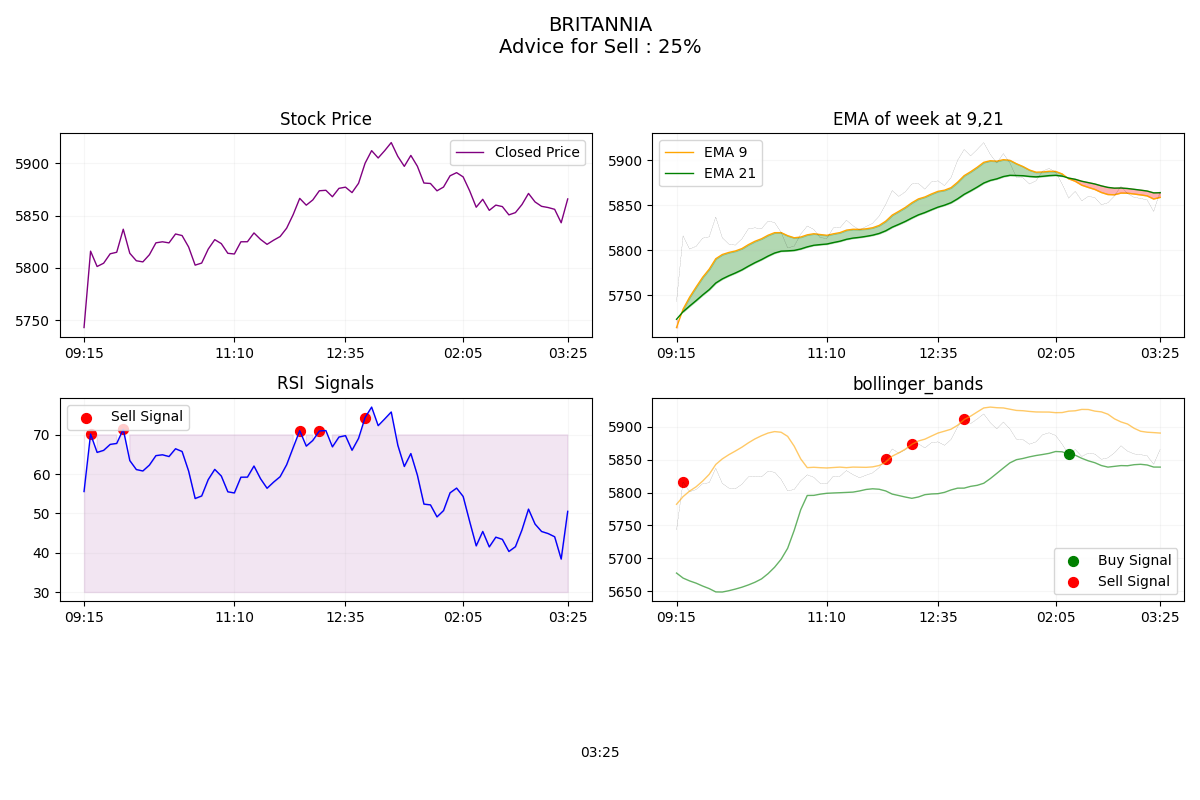 BRITANNIA
Advice for Sell : 25%
Stock Price
Closed Price
5900
5850
5800
5750
09:15 11:10 12:35 02:05 03:25
EMA of week at 9,21
EMA 9
EMA 21
5900
5850
5800
5750
09:15 11:10 12:35 02:05 03:25
RSI  Signals
Sell Signal
70
60
50
40
30
09:15 11:10 12:35 02:05 03:25
bollinger_bands
5900
5850
5800
5750
5700
5650
Buy Signal
Sell Signal
09:15 11:10 12:35 02:05 03:25
03:25